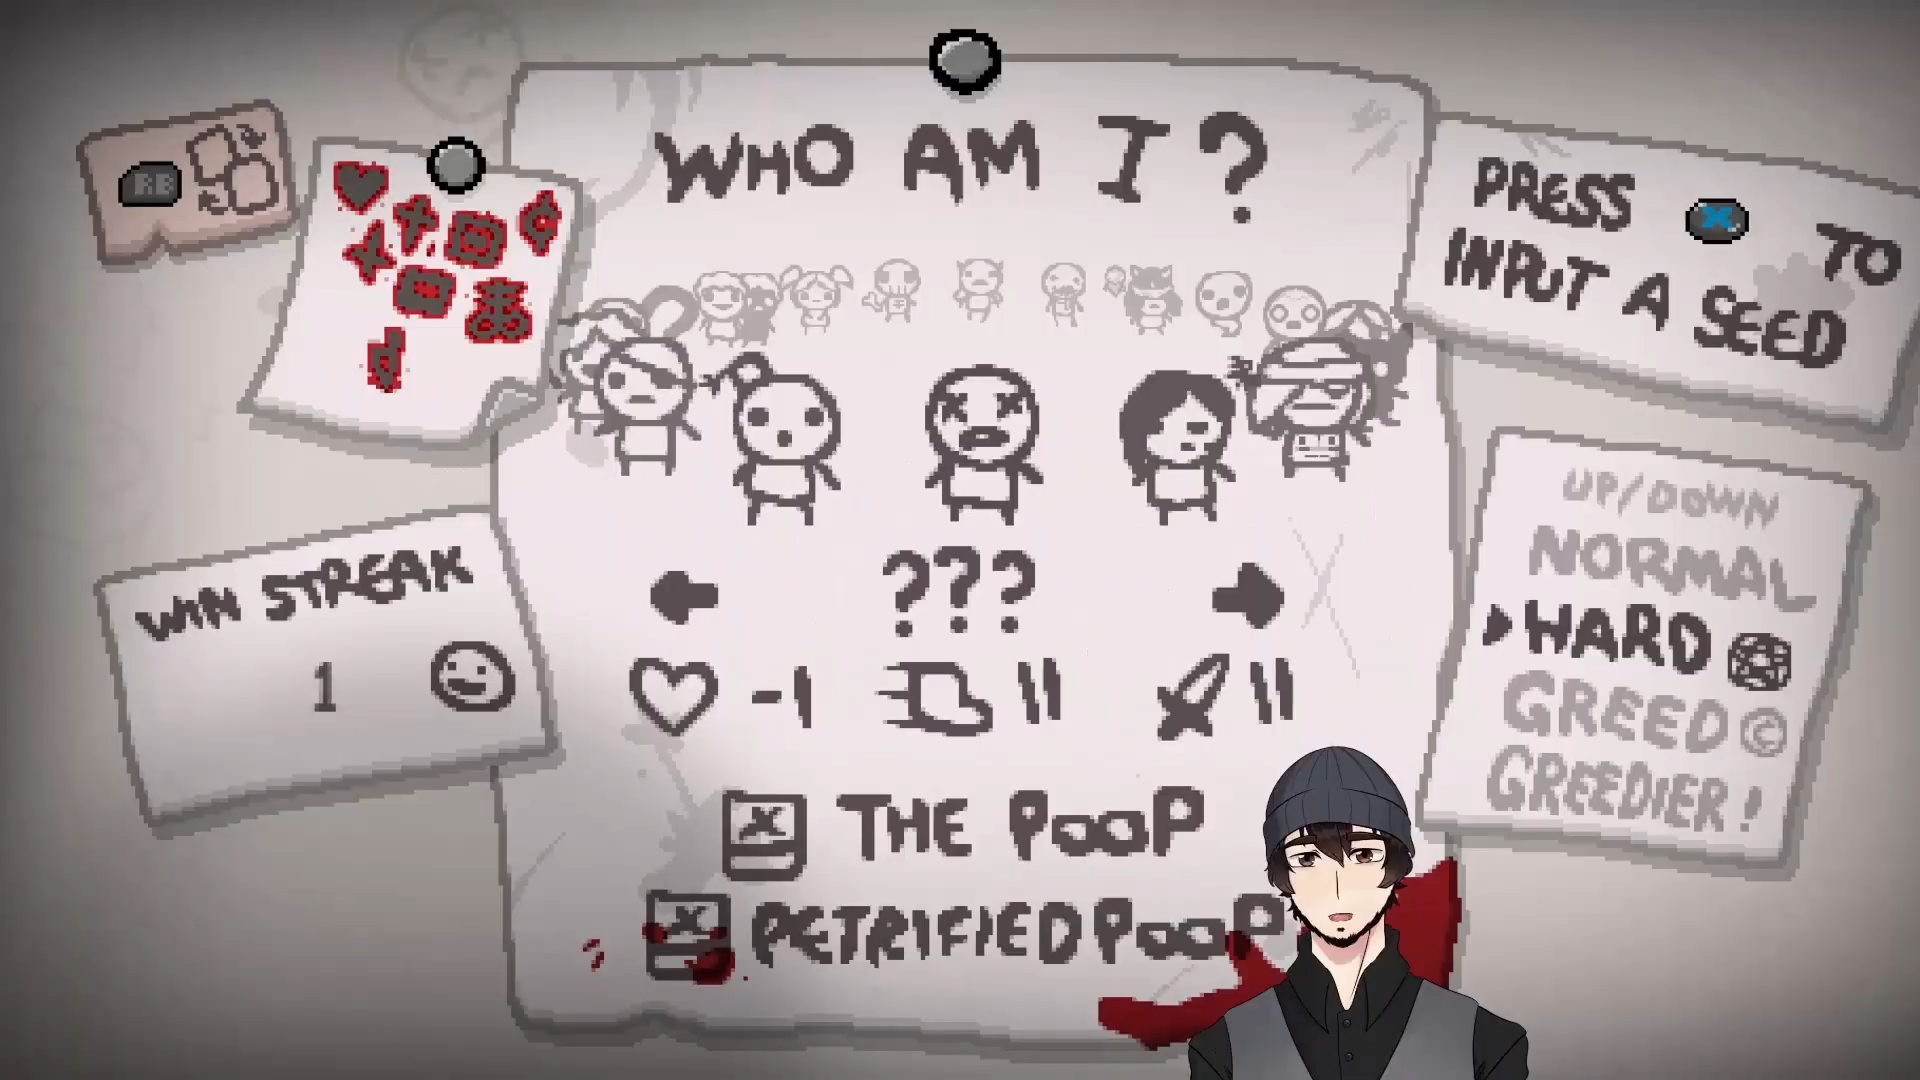 RB
WHO AM I?
PRESS X TO
INPUT A SEED
WIN STREAK
1
???
-1 11 11
THE POOP
PETRIFIED POOP
UP/DOWN
NORMAL
HARD
GREED ©
GREEDIER!